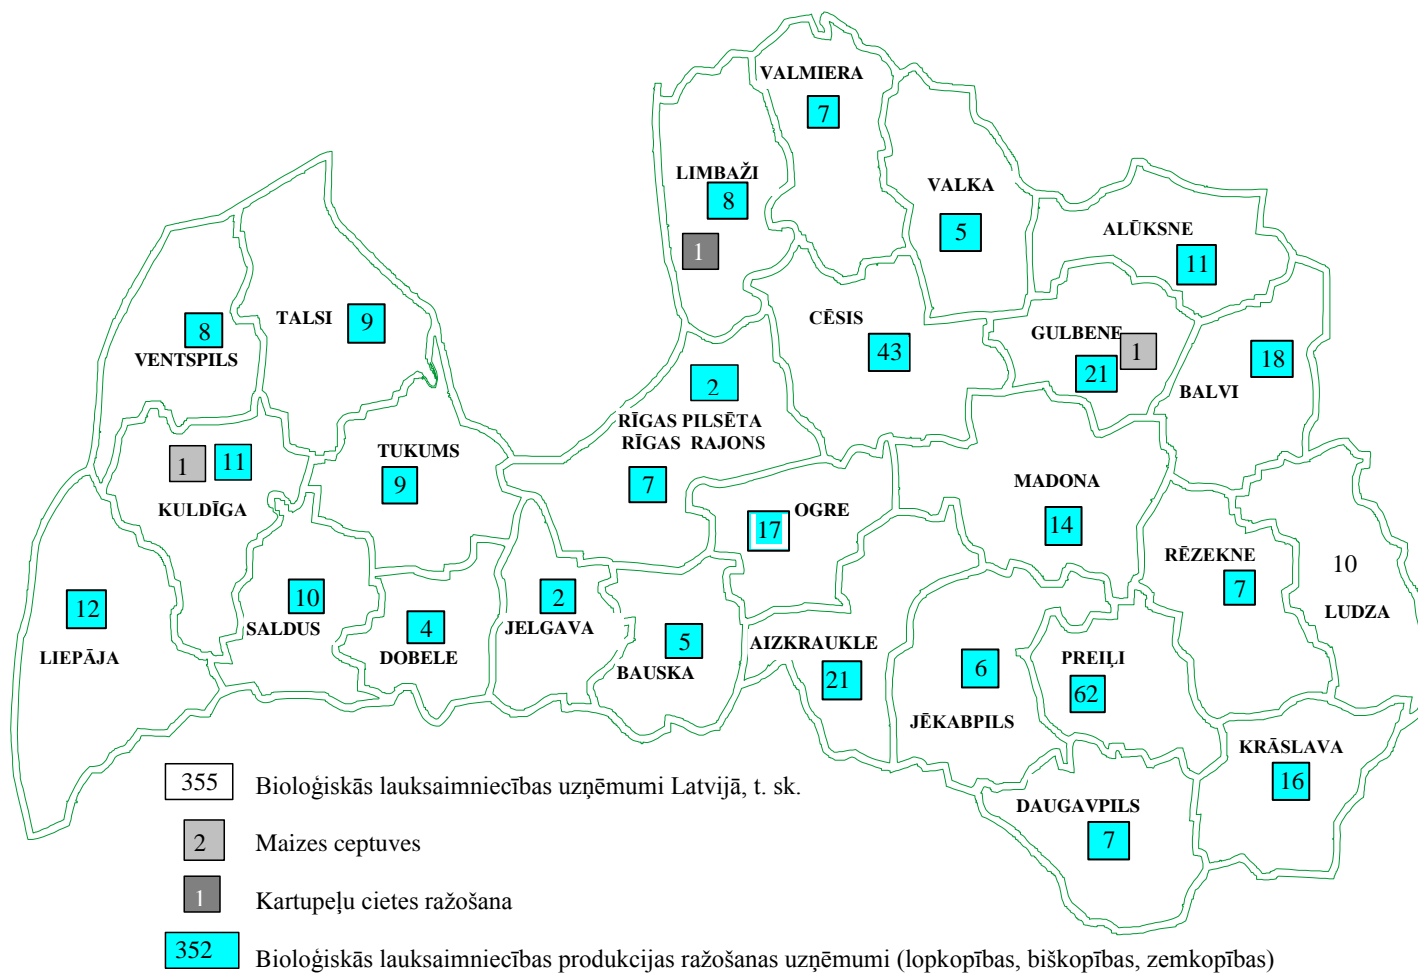 VALMIERA
7
LIMBAŽI
8
1
VALKA
5
ALŪKSNE
11
TALSI
9
8
VENTSPILS
CĒSIS
43
GULBENE
1
21
18
BALVI
2
RĪGAS PILSĒTA
RĪGAS RAJONS
7
1
11
KULDĪGA
TUKUMS
9
OGRE
17
MADONA
14
RĒZEKNE
7
10
LUDZA
12
LIEPĀJA
10
SALDUS
4
DOBELE
2
JELGAVA
5
BAUSKA
AIZKRAUKLE
21
6
JĒKABPILS
PREIĻI
62
KRĀSLAVA
16
DAUGAVPILS
7
355 Bioloģiskās lauksaimniecības uzņēmumi Latvijā, t. sk.
2 Maizes ceptuves
1 Kartupeļu cietes ražošana
352 Bioloģiskās lauksaimniecības produkcijas ražošanas uzņēmumi (lopkopības, biškopības, zemkopības)